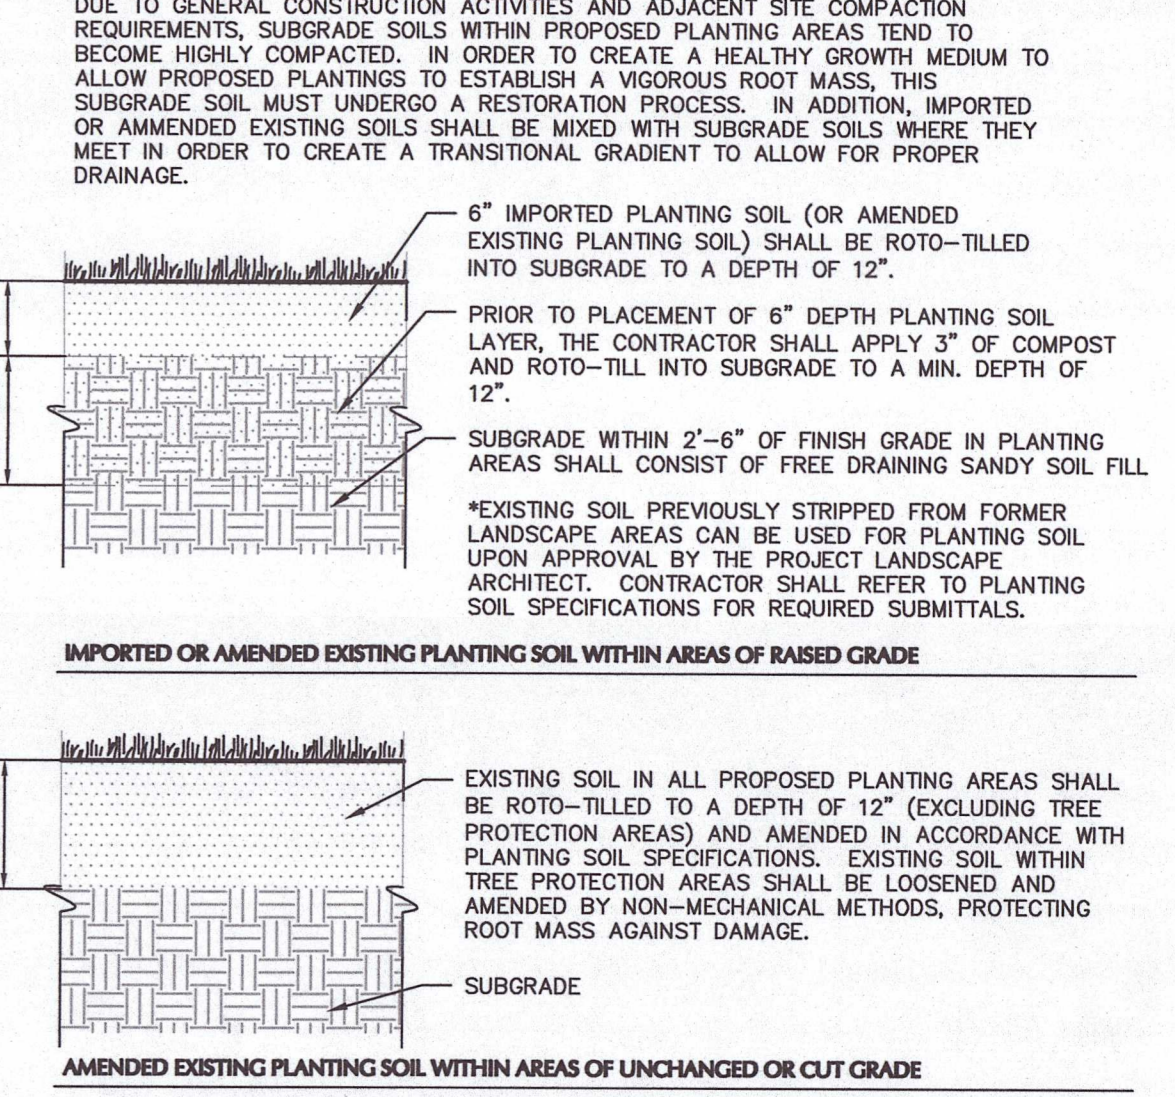 DUE TO GENERAL CONSTRUCTION ACTIVITIES AND ADJACENT SITE COMPACTION
REQUIREMENTS, SUBGRADE SOILS WITHIN PROPOSED PLANTING AREAS TEND TO
BECOME HIGHLY COMPACTED. IN ORDER TO CREATE A HEALTHY GROWTH MEDIUM TO
ALLOW PROPOSED PLANTINGS TO ESTABLISH A VIGOROUS ROOT MASS, THIS
SUBGRADE SOIL MUST UNDERGO A RESTORATION PROCESS. IN ADDITION, IMPORTED
OR AMMENDED EXISTING SOILS SHALL BE MIXED WITH SUBGRADE SOILS WHERE THEY
MEET IN ORDER TO CREATE A TRANSITIONAL GRADIENT TO ALLOW FOR PROPER
DRAINAGE.
6" IMPORTED PLANTING SOIL (OR AMENDED
EXISTING PLANTING SOIL) SHALL BE ROTO-TILLED
INTO SUBGRADE TO A DEPTH OF 12".
PRIOR TO PLACEMENT OF 6" DEPTH PLANTING SOIL
LAYER, THE CONTRACTOR SHALL APPLY 3" OF COMPOST
AND ROTO-TILL INTO SUBGRADE TO A MIN. DEPTH OF
12".
SUBGRADE WITHIN 2'-6" OF FINISH GRADE IN PLANTING
AREAS SHALL CONSIST OF FREE DRAINING SANDY SOIL FILL
*EXISTING SOIL PREVIOUSLY STRIPPED FROM FORMER
LANDSCAPE AREAS CAN BE USED FOR PLANTING SOIL
UPON APPROVAL BY THE PROJECT LANDSCAPE
ARCHITECT. CONTRACTOR SHALL REFER TO PLANTING
SOIL SPECIFICATIONS FOR REQUIRED SUBMITTALS.
IMPORTED OR AMENDED EXISTING PLANTING SOIL WITHIN AREAS OF RAISED GRADE
EXISTING SOIL IN ALL PROPOSED PLANTING AREAS SHALL
BE ROTO-TILLED TO A DEPTH OF 12" (EXCLUDING TREE
PROTECTION AREAS) AND AMENDED IN ACCORDANCE WITH
PLANTING SOIL SPECIFICATIONS. EXISTING SOIL WITHIN
TREE PROTECTION AREAS SHALL BE LOOSENED AND
AMENDED BY NON-MECHANICAL METHODS, PROTECTING
ROOT MASS AGAINST DAMAGE.
SUBGRADE
AMENDED EXISTING PLANTING SOIL WITHIN AREAS OF UNCHANGED OR CUT GRADE